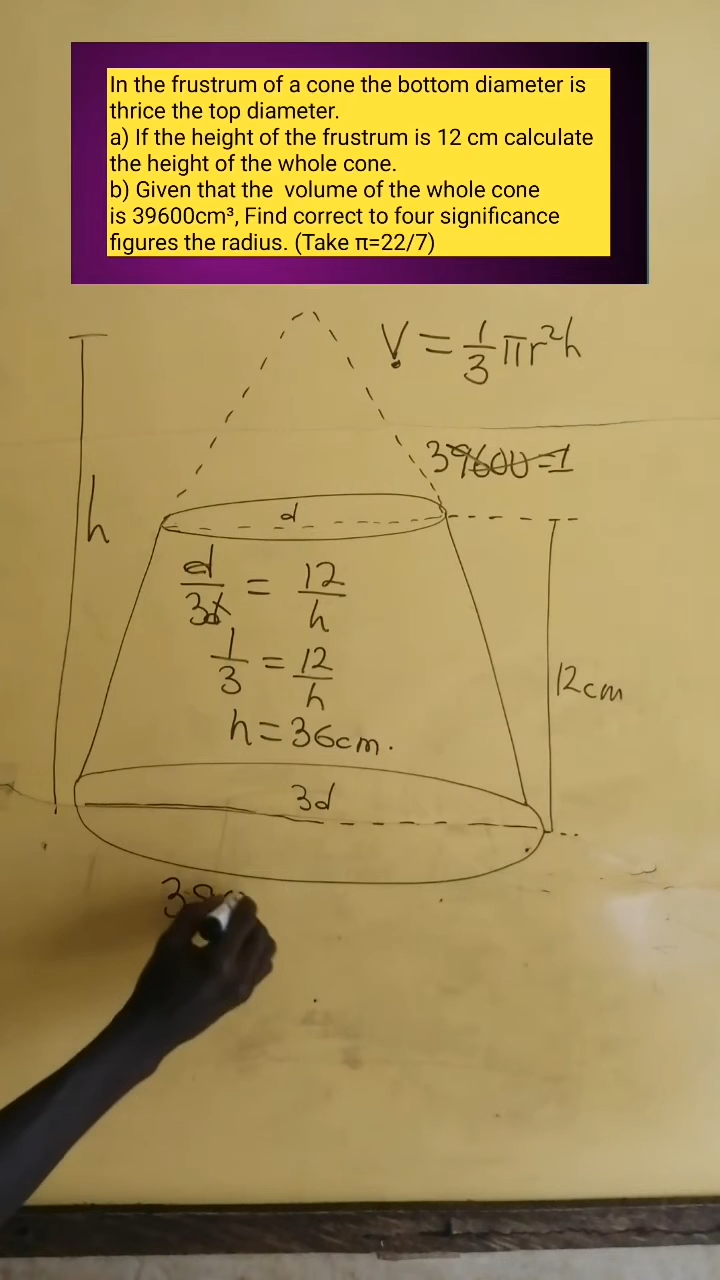 In the frustrum of a cone the bottom diameter is
thrice the top diameter.
a) If the height of the frustrum is 12 cm calculate
the height of the whole cone.
b) Given that the  volume of the whole cone
is 39600cm³, Find correct to four significance
figures the radius. (Take π=22/7)
V = 1/3 πr²h
39600=1
d
h
d/3d = 12/h
1/3 = 12/h
12cm
h=36cm.
3d